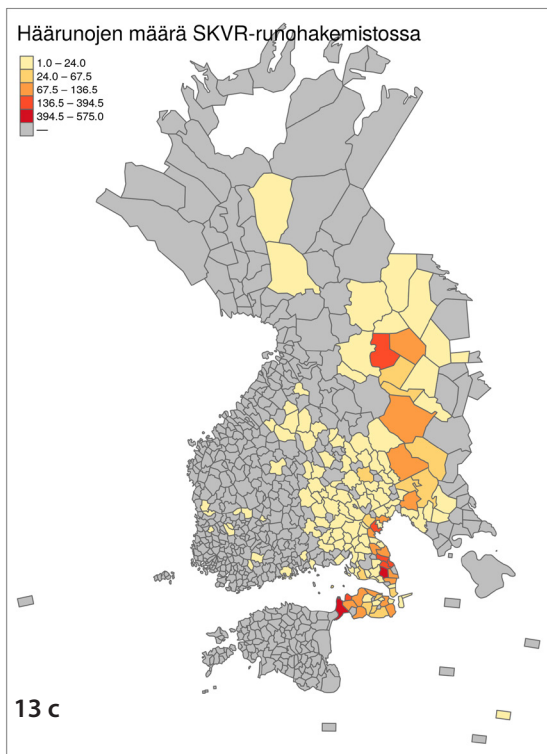 Häärunojen määrä SKVR-runohakemistossa
1.0 – 24.0
24.0 – 67.5
67.5 – 136.5
136.5 – 394.5
394.5 – 575.0
—
13 c